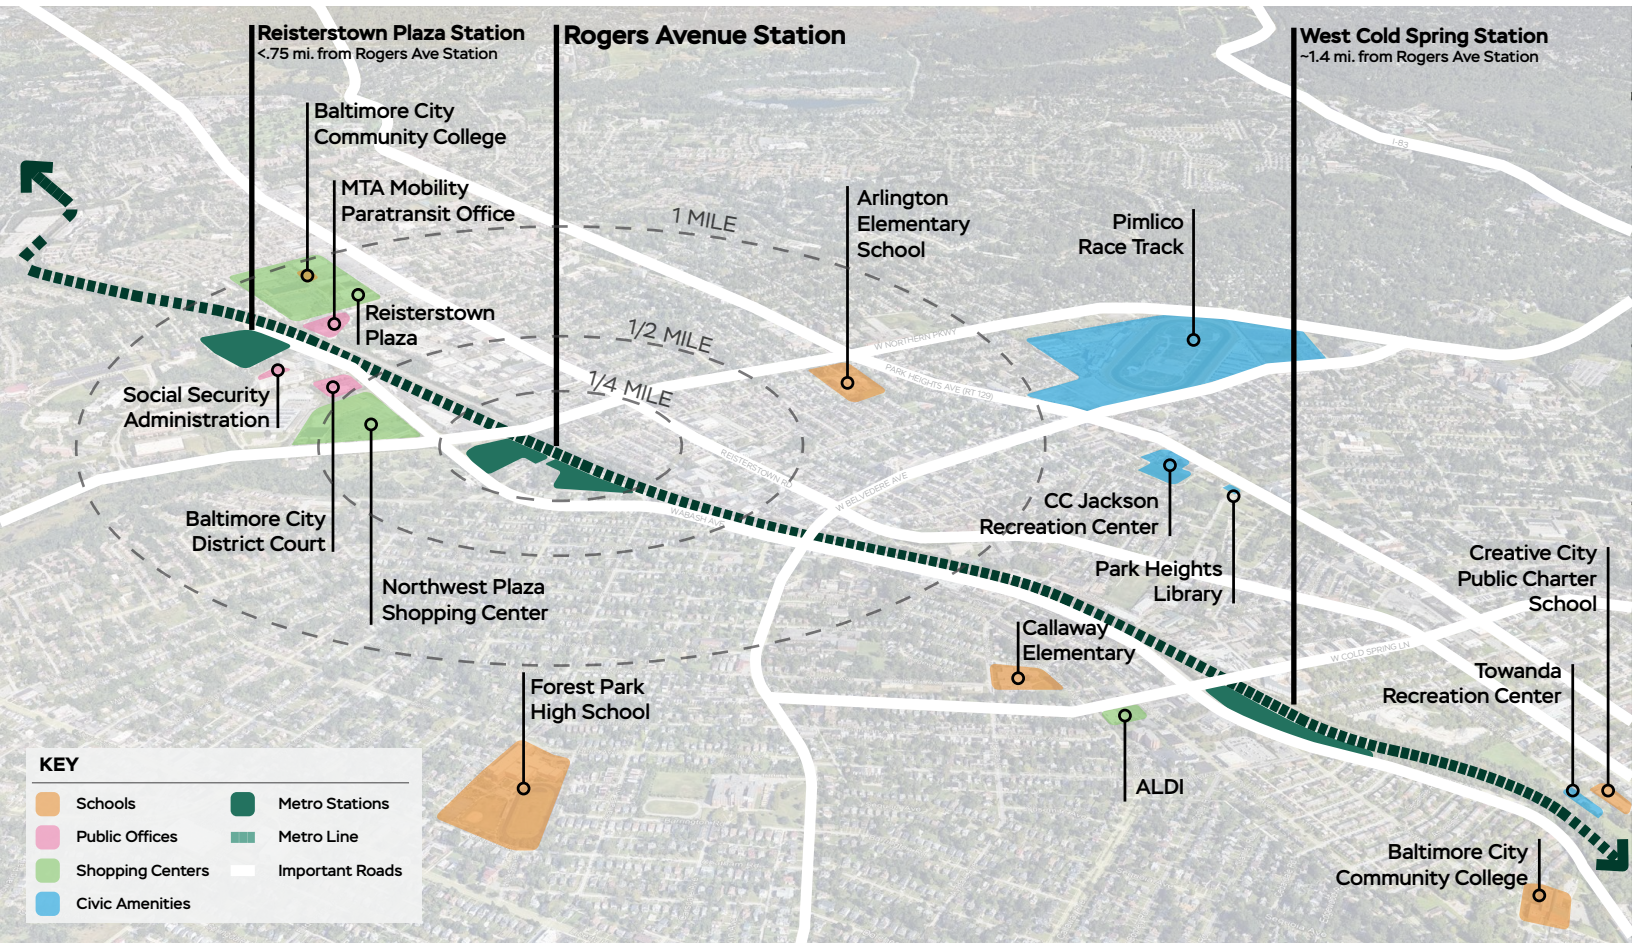 Reisterstown Plaza Station
<.75 mi. from Rogers Ave Station
Rogers Avenue Station
West Cold Spring Station
~1.4 mi. from Rogers Ave Station
Baltimore City
Community College
MTA Mobility
Paratransit Office
Arlington
Elementary
School
Pimlico
Race Track
I-83
1 MILE
Reisterstown
Plaza
1/2 MILE
W NORTHERN PKWY
PARK HEIGHTS AVE (RT 129)
1/4 MILE
Social Security
Administration
REISTERSTOWN RD
W BELVEDERE AVE
WABASH AVE
CC Jackson
Recreation Center
Baltimore City
District Court
Northwest Plaza
Shopping Center
Park Heights
Library
Creative City
Public Charter
School
Callaway
Elementary
W COLD SPRING LN
Towanda
Recreation Center
Forest Park
High School
ALDI
Baltimore City
Community College
KEY
Schools
Public Offices
Shopping Centers
Civic Amenities
Metro Stations
Metro Line
Important Roads